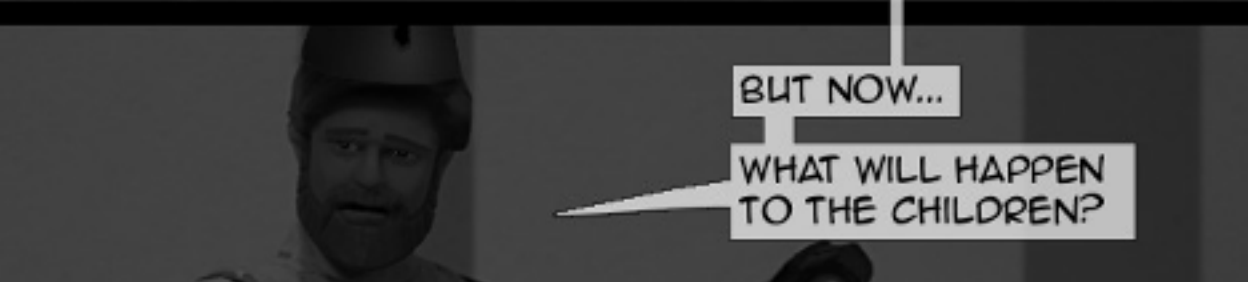 BUT NOW...
WHAT WILL HAPPEN
TO THE CHILDREN?